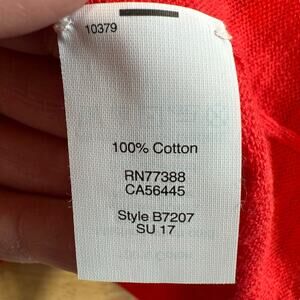 10379
100% Cotton
RN77388
CA56445
Style B7207
SU 17